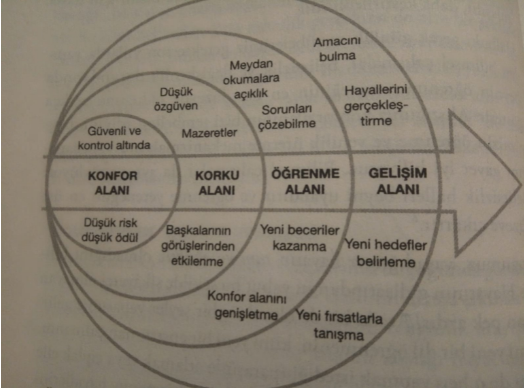 Amacını
bulma
Meydan
okumalara
açıklık
Hayallerini
gerçekleş-
tirme
Düşük
özgüven
Sorunları
çözebilme
Güvenli ve
kontrol altında
Mazeretler
KONFOR
ALANI
KORKU
ALANI
ÖĞRENME
ALANI
GELİŞİM
ALANI
Düşük risk
düşük ödül
Başkalarının
görüşlerinden
etkilenme
Yeni beceriler
kazanma
Yeni hedefler
belirleme
Konfor alanını
genişletme
Yeni fırsatlarla
tanışma